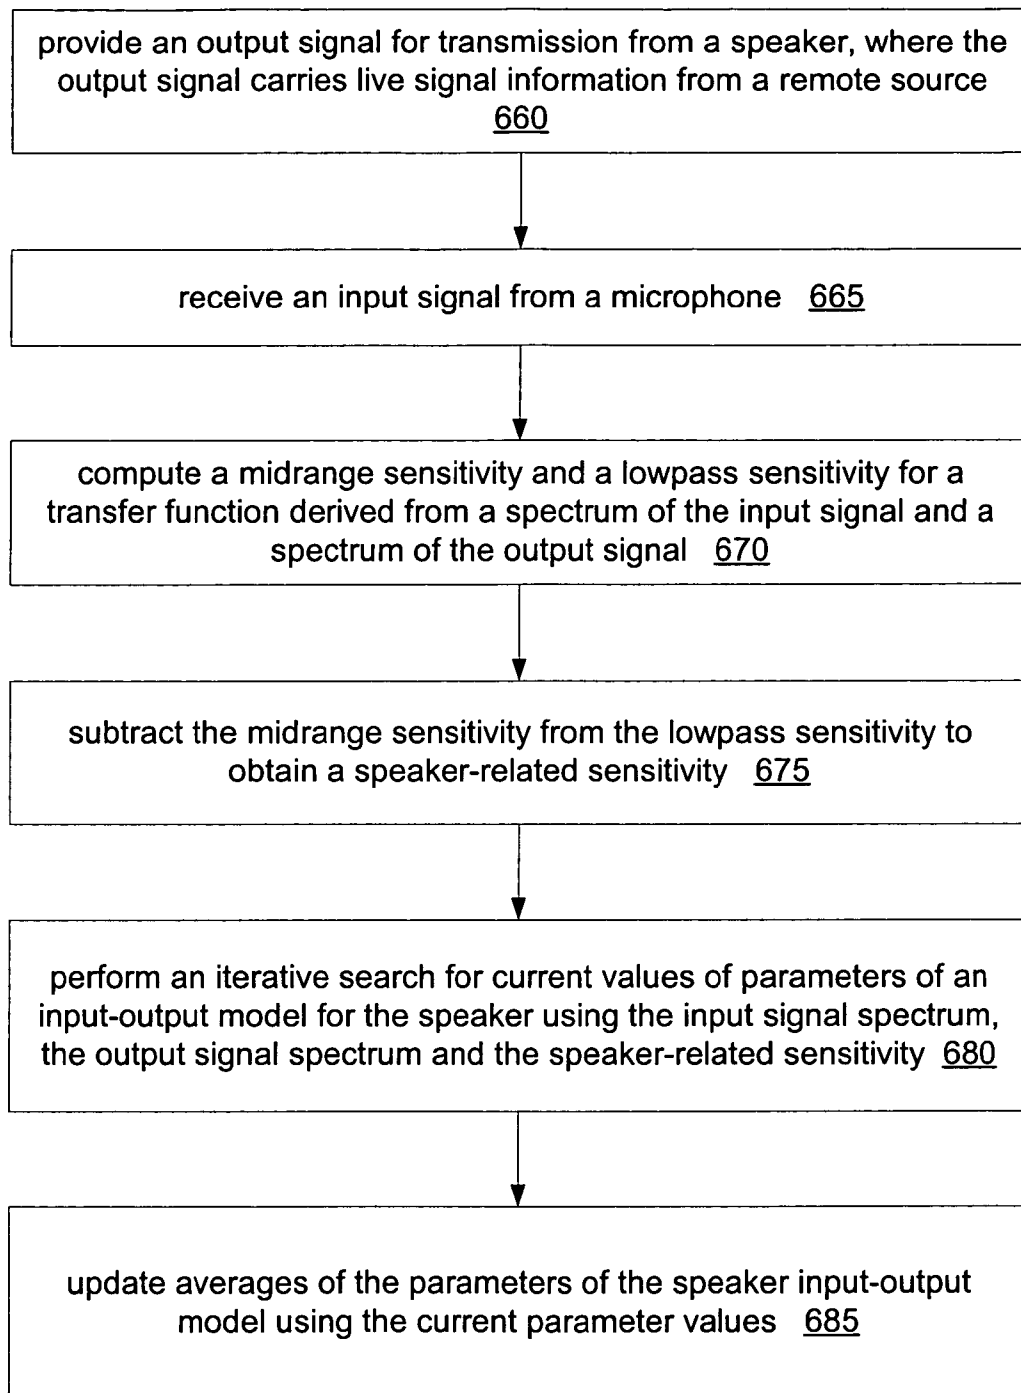 provide an output signal for transmission from a speaker, where the
output signal carries live signal information from a remote source
660
receive an input signal from a microphone 665
compute a midrange sensitivity and a lowpass sensitivity for a
transfer function derived from a spectrum of the input signal and a
spectrum of the output signal 670
subtract the midrange sensitivity from the lowpass sensitivity to
obtain a speaker-related sensitivity 675
perform an iterative search for current values of parameters of an
input-output model for the speaker using the input signal spectrum,
the output signal spectrum and the speaker-related sensitivity 680
update averages of the parameters of the speaker input-output
model using the current parameter values 685